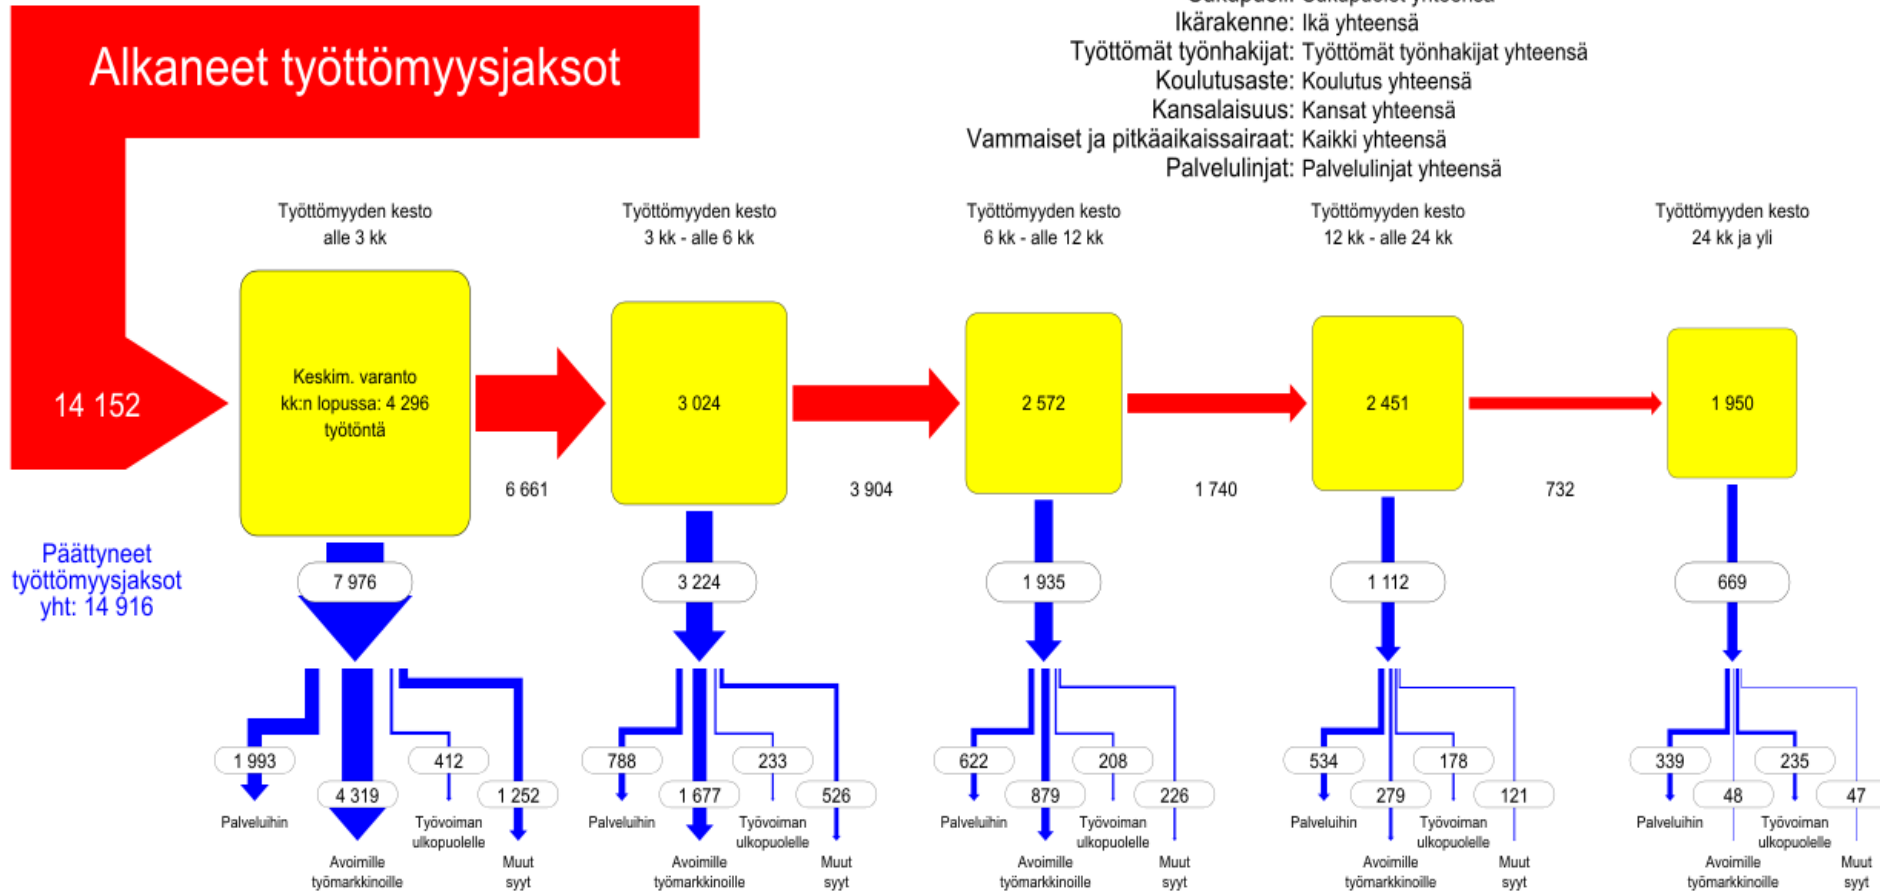 Ikärakenne: Ikä yhteensä
Työttömät työnhakijat: Työttömät työnhakijat yhteensä
Koulutusaste: Koulutus yhteensä
Kansalaisuus: Kansat yhteensä
Vammaiset ja pitkäaikaissairaat: Kaikki yhteensä
Palvelulinjat: Palvelulinjat yhteensä
Alkaneet työttömyysjaksot
Työttömyyden kesto
alle 3 kk
Työttömyyden kesto
3 kk - alle 6 kk
Työttömyyden kesto
6 kk - alle 12 kk
Työttömyyden kesto
12 kk - alle 24 kk
Työttömyyden kesto
24 kk ja yli
14 152
Keskim. varanto
kk:n lopussa: 4 296
työtöntä
3 024
2 572
2 451
1 950
6 661
3 904
1 740
732
Päättyneet
työttömyysjaksot
yht: 14 916
7 976
3 224
1 935
1 112
669
1 993
4 319
412
1 252
Palveluihin
Avoimille
työmarkkinoille
Työvoiman
ulkopuolelle
Muut
syyt
788
1 677
233
526
Palveluihin
Avoimille
työmarkkinoille
Työvoiman
ulkopuolelle
Muut
syyt
622
879
208
226
Palveluihin
Avoimille
työmarkkinoille
Työvoiman
ulkopuolelle
Muut
syyt
534
279
178
121
Palveluihin
Avoimille
työmarkkinoille
Työvoiman
ulkopuolelle
Muut
syyt
339
48
235
47
Palveluihin
Avoimille
työmarkkinoille
Työvoiman
ulkopuolelle
Muut
syyt